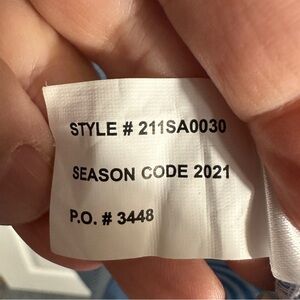 STYLE # 211SA0030
SEASON CODE 2021
P.O. # 3448